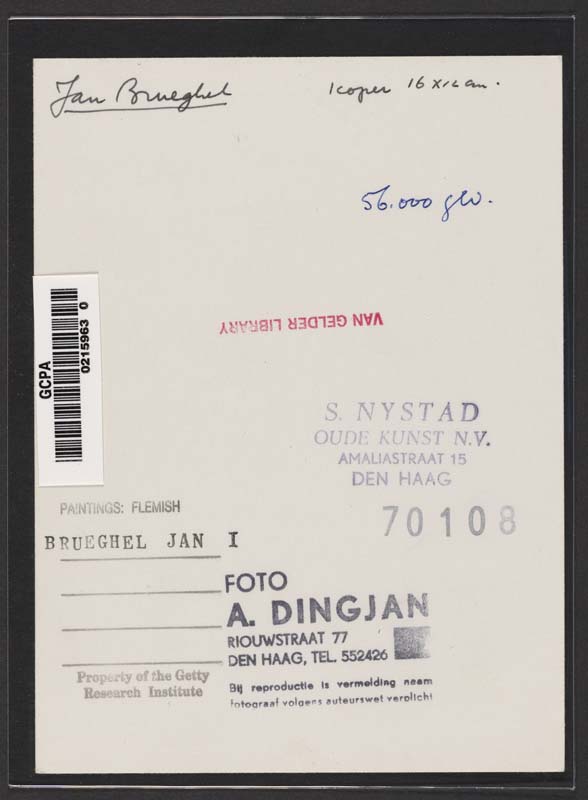 Jan Brueghel
koper 16 x 12 cm.
56.000 gld.
VAN GELDER LIBRARY
GCPA
0215963 0
S. NYSTAD
OUDE KUNST N.V.
AMALIASTRAAT 15
DEN HAAG
70108
PAINTINGS: FLEMISH
BRUEGHEL JAN I
FOTO
A. DINGJAN
RIOUWSTRAAT 77
DEN HAAG, TEL. 552426
Property of the Getty
Research Institute
Bij reproductie is vermelding naam
fotograaf volgens auteurswet verplicht